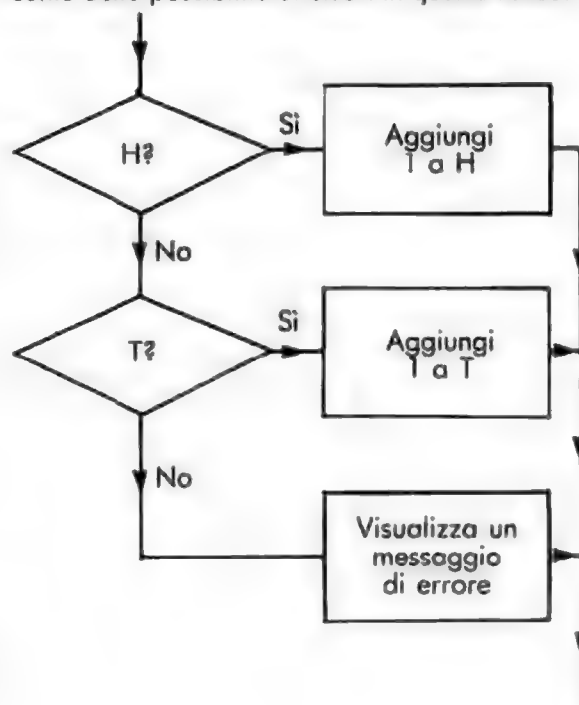 H?
Sì
Aggiungi
1 a H
No
T?
Sì
Aggiungi
1 a T
No
Visualizza un
messaggio
di errore